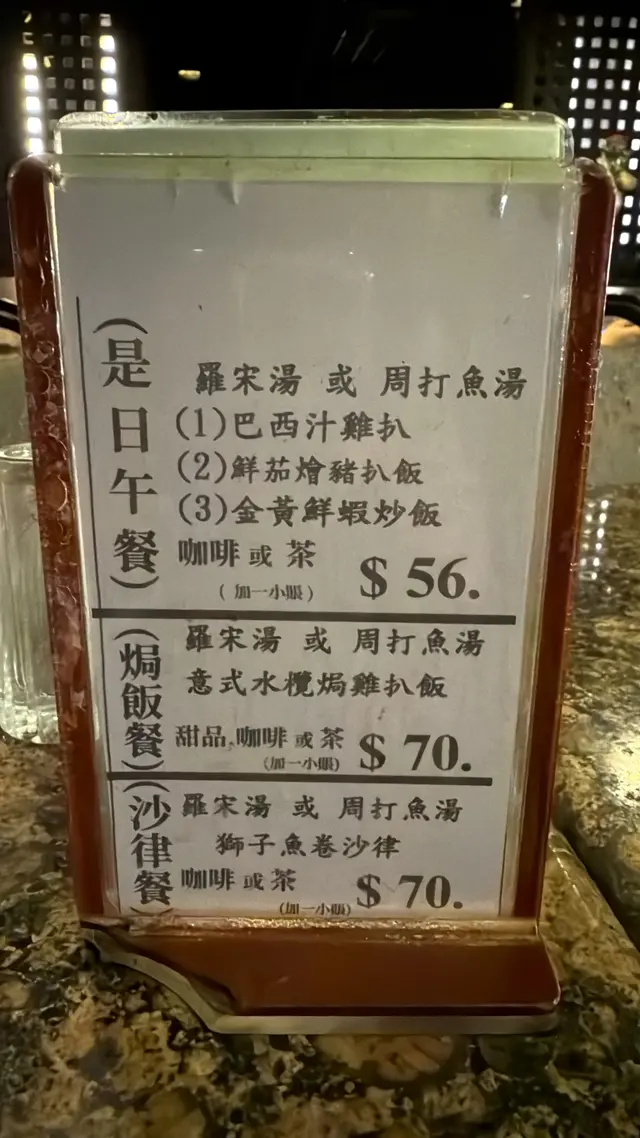 (是日午餐)
羅宋湯 或 周打魚湯
(1)巴西汁雞扒
(2)鮮茄燴豬扒飯
(3)金黃鮮蝦炒飯
咖啡 或 茶
(加一小賬)
$ 56.
(焗飯餐)
羅宋湯 或 周打魚湯
意式水欖焗雞扒飯
甜品,咖啡 或 茶
(加一小賬)
$ 70.
(沙律餐)
羅宋湯 或 周打魚湯
獅子魚卷沙律
咖啡 或 茶
(加一小賬)
$ 70.